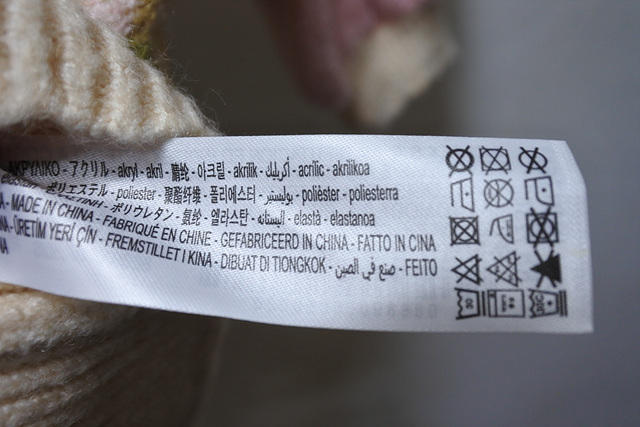 ΑΚΡΥΛΙΚΟ - アクリル - akryl - akril - 腈纶 - 아크릴 - akrilik - أكريليك - acrílic - akrilikoa
ポリエステル - poliester - 聚酯纤维 - 폴리에스터 - بوليستير - polièster - poliesterra
ポリウレタン - 氨纶 - 엘라스탄 - البستانه - elastà - elastanoa
- MADE IN CHINA - FABRIQUÉ EN CHINE - GEFABRICEERD IN CHINA - FATTO IN CINA
- ÜRETİM YERİ ÇİN - FREMSTILLET I KINA - DIBUAT DI TIONGKOK - صنع في الصين - FEITO